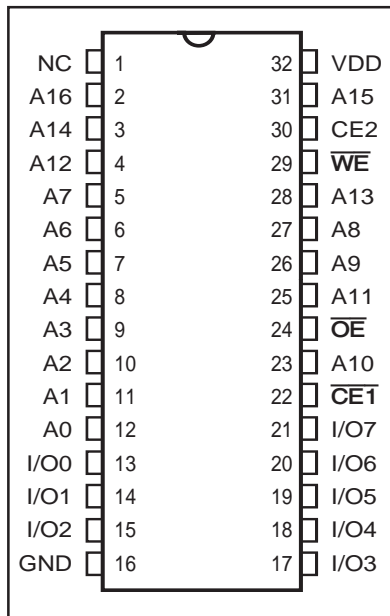 NC 1 32 VDD
A16 2 31 A15
A14 3 30 CE2
A12 4 29 W̅E̅
A7 5 28 A13
A6 6 27 A8
A5 7 26 A9
A4 8 25 A11
A3 9 24 O̅E̅
A2 10 23 A10
A1 11 22 C̅E̅1̅
A0 12 21 I/O7
I/O0 13 20 I/O6
I/O1 14 19 I/O5
I/O2 15 18 I/O4
GND 16 17 I/O3